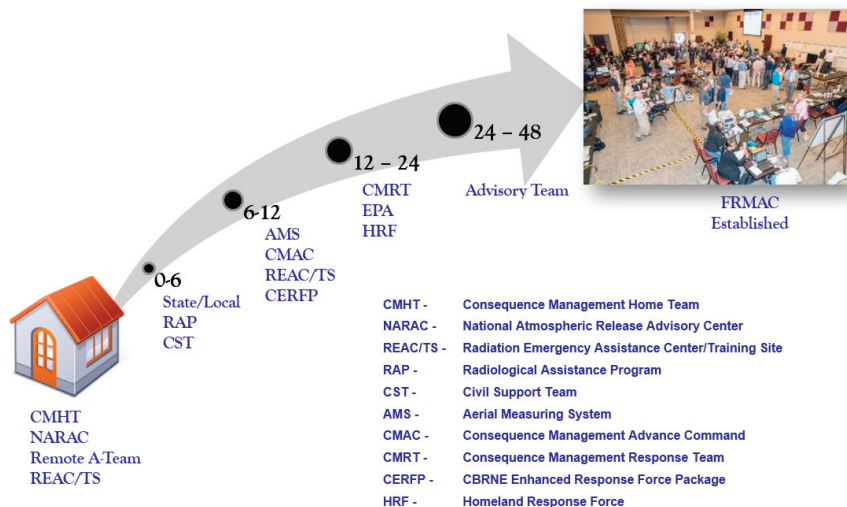 24 – 48
12 – 24
CMRT
EPA
HRF
Advisory Team
FRMAC
Established
6-12
AMS
CMAC
REAC/TS
CERFP
0-6
State/Local
RAP
CST
CMHT
NARAC
Remote A-Team
REAC/TS
CMHT - Consequence Management Home Team
NARAC - National Atmospheric Release Advisory Center
REAC/TS - Radiation Emergency Assistance Center/Training Site
RAP - Radiological Assistance Program
CST - Civil Support Team
AMS - Aerial Measuring System
CMAC - Consequence Management Advance Command
CMRT - Consequence Management Response Team
CERFP - CBRNE Enhanced Response Force Package
HRF - Homeland Response Force